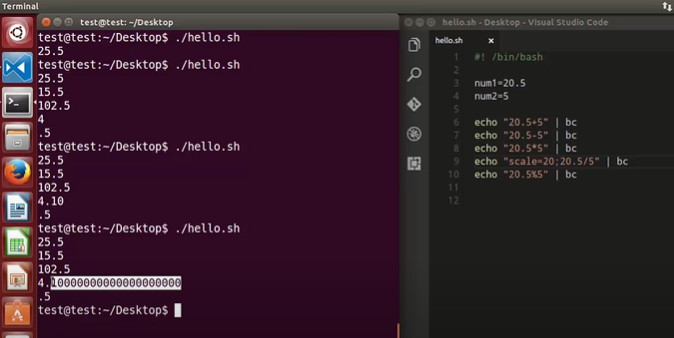 Terminal
test@test: ~/Desktop
test@test:~/Desktop$ ./hello.sh
25.5
test@test:~/Desktop$ ./hello.sh
25.5
15.5
102.5
4
.5
test@test:~/Desktop$ ./hello.sh
25.5
15.5
102.5
4.10
.5
test@test:~/Desktop$ ./hello.sh
25.5
15.5
102.5
4.10000000000000000000
.5
test@test:~/Desktop$
hello.sh - Desktop - Visual Studio Code
hello.sh
1 #! /bin/bash
2
3 num1=20.5
4 num2=5
5
6 echo "20.5+5" | bc
7 echo "20.5-5" | bc
8 echo "20.5*5" | bc
9 echo "scale=20;20.5/5" | bc
10 echo "20.5%5" | bc
11
12